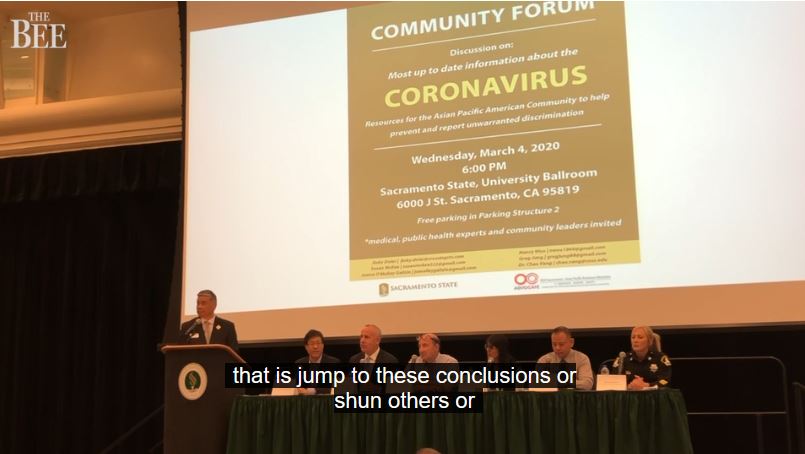 THE
BEE
COMMUNITY FORUM
Discussion on:
Most up to date information about the
CORONAVIRUS
Resources for the Asian Pacific American Community to help
prevent and report unwarranted discrimination
Wednesday, March 4, 2020
6:00 PM
Sacramento State, University Ballroom
6000 J St. Sacramento, CA 95819
Free parking in Parking Structure 2
*medical, public health experts and community leaders invited
SACRAMENTO STATE
that is jump to these conclusions or
shun others or